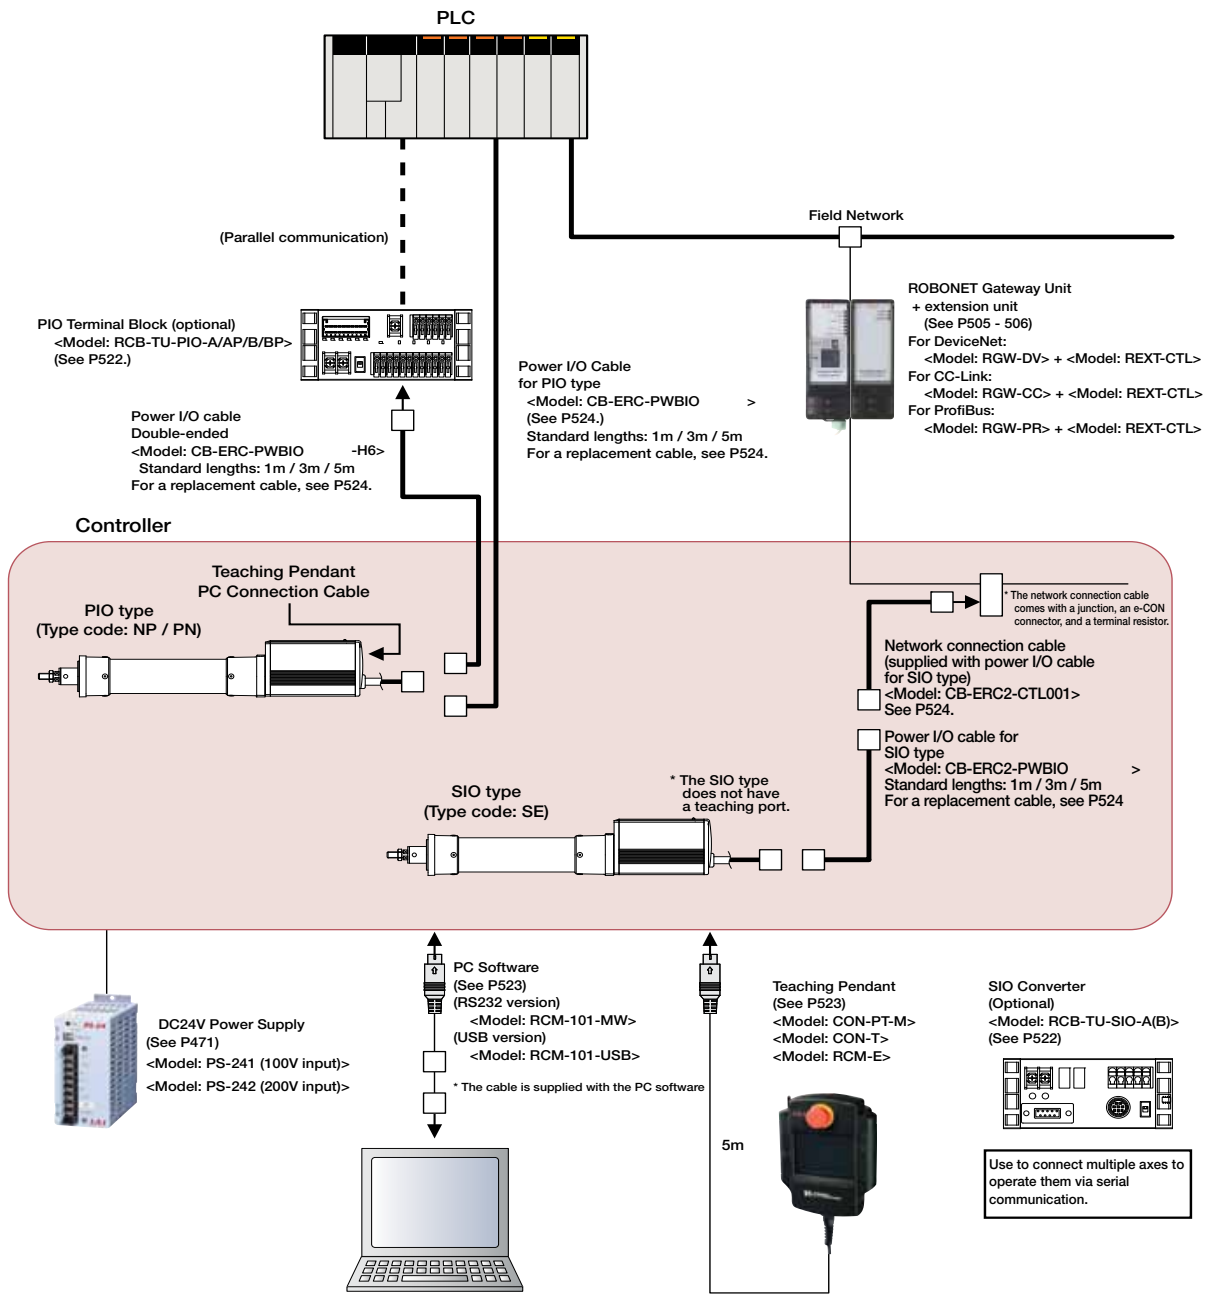 PLC
Field Network
(Parallel communication)
ROBONET Gateway Unit
+ extension unit
(See P505 - 506)
For DeviceNet:
<Model: RGW-DV> + <Model: REXT-CTL>
For CC-Link:
<Model: RGW-CC> + <Model: REXT-CTL>
For ProfiBus:
<Model: RGW-PR> + <Model: REXT-CTL>
PIO Terminal Block (optional)
<Model: RCB-TU-PIO-A/AP/B/BP>
(See P522.)
Power I/O Cable
for PIO type
<Model: CB-ERC-PWBIO >
(See P524.)
Standard lengths: 1m / 3m / 5m
For a replacement cable, see P524.
Power I/O cable
Double-ended
<Model: CB-ERC-PWBIO -H6>
Standard lengths: 1m / 3m / 5m
For a replacement cable, see P524.
Controller
Teaching Pendant
PC Connection Cable
PIO type
(Type code: NP / PN)
* The network connection cable
comes with a junction, an e-CON
connector, and a terminal resistor.
Network connection cable
(supplied with power I/O cable
for SIO type)
<Model: CB-ERC2-CTL001>
See P524.
Power I/O cable for
SIO type
<Model: CB-ERC2-PWBIO >
Standard lengths: 1m / 3m / 5m
For a replacement cable, see P524
* The SIO type
does not have
a teaching port.
SIO type
(Type code: SE)
DC24V Power Supply
(See P471)
<Model: PS-241 (100V input)>
<Model: PS-242 (200V input)>
PC Software
(See P523)
(RS232 version)
<Model: RCM-101-MW>
(USB version)
<Model: RCM-101-USB>
* The cable is supplied with the PC software
Teaching Pendant
(See P523)
<Model: CON-PT-M>
<Model: CON-T>
<Model: RCM-E>
5m
SIO Converter
(Optional)
<Model: RCB-TU-SIO-A(B)>
(See P522)
Use to connect multiple axes to
operate them via serial
communication.